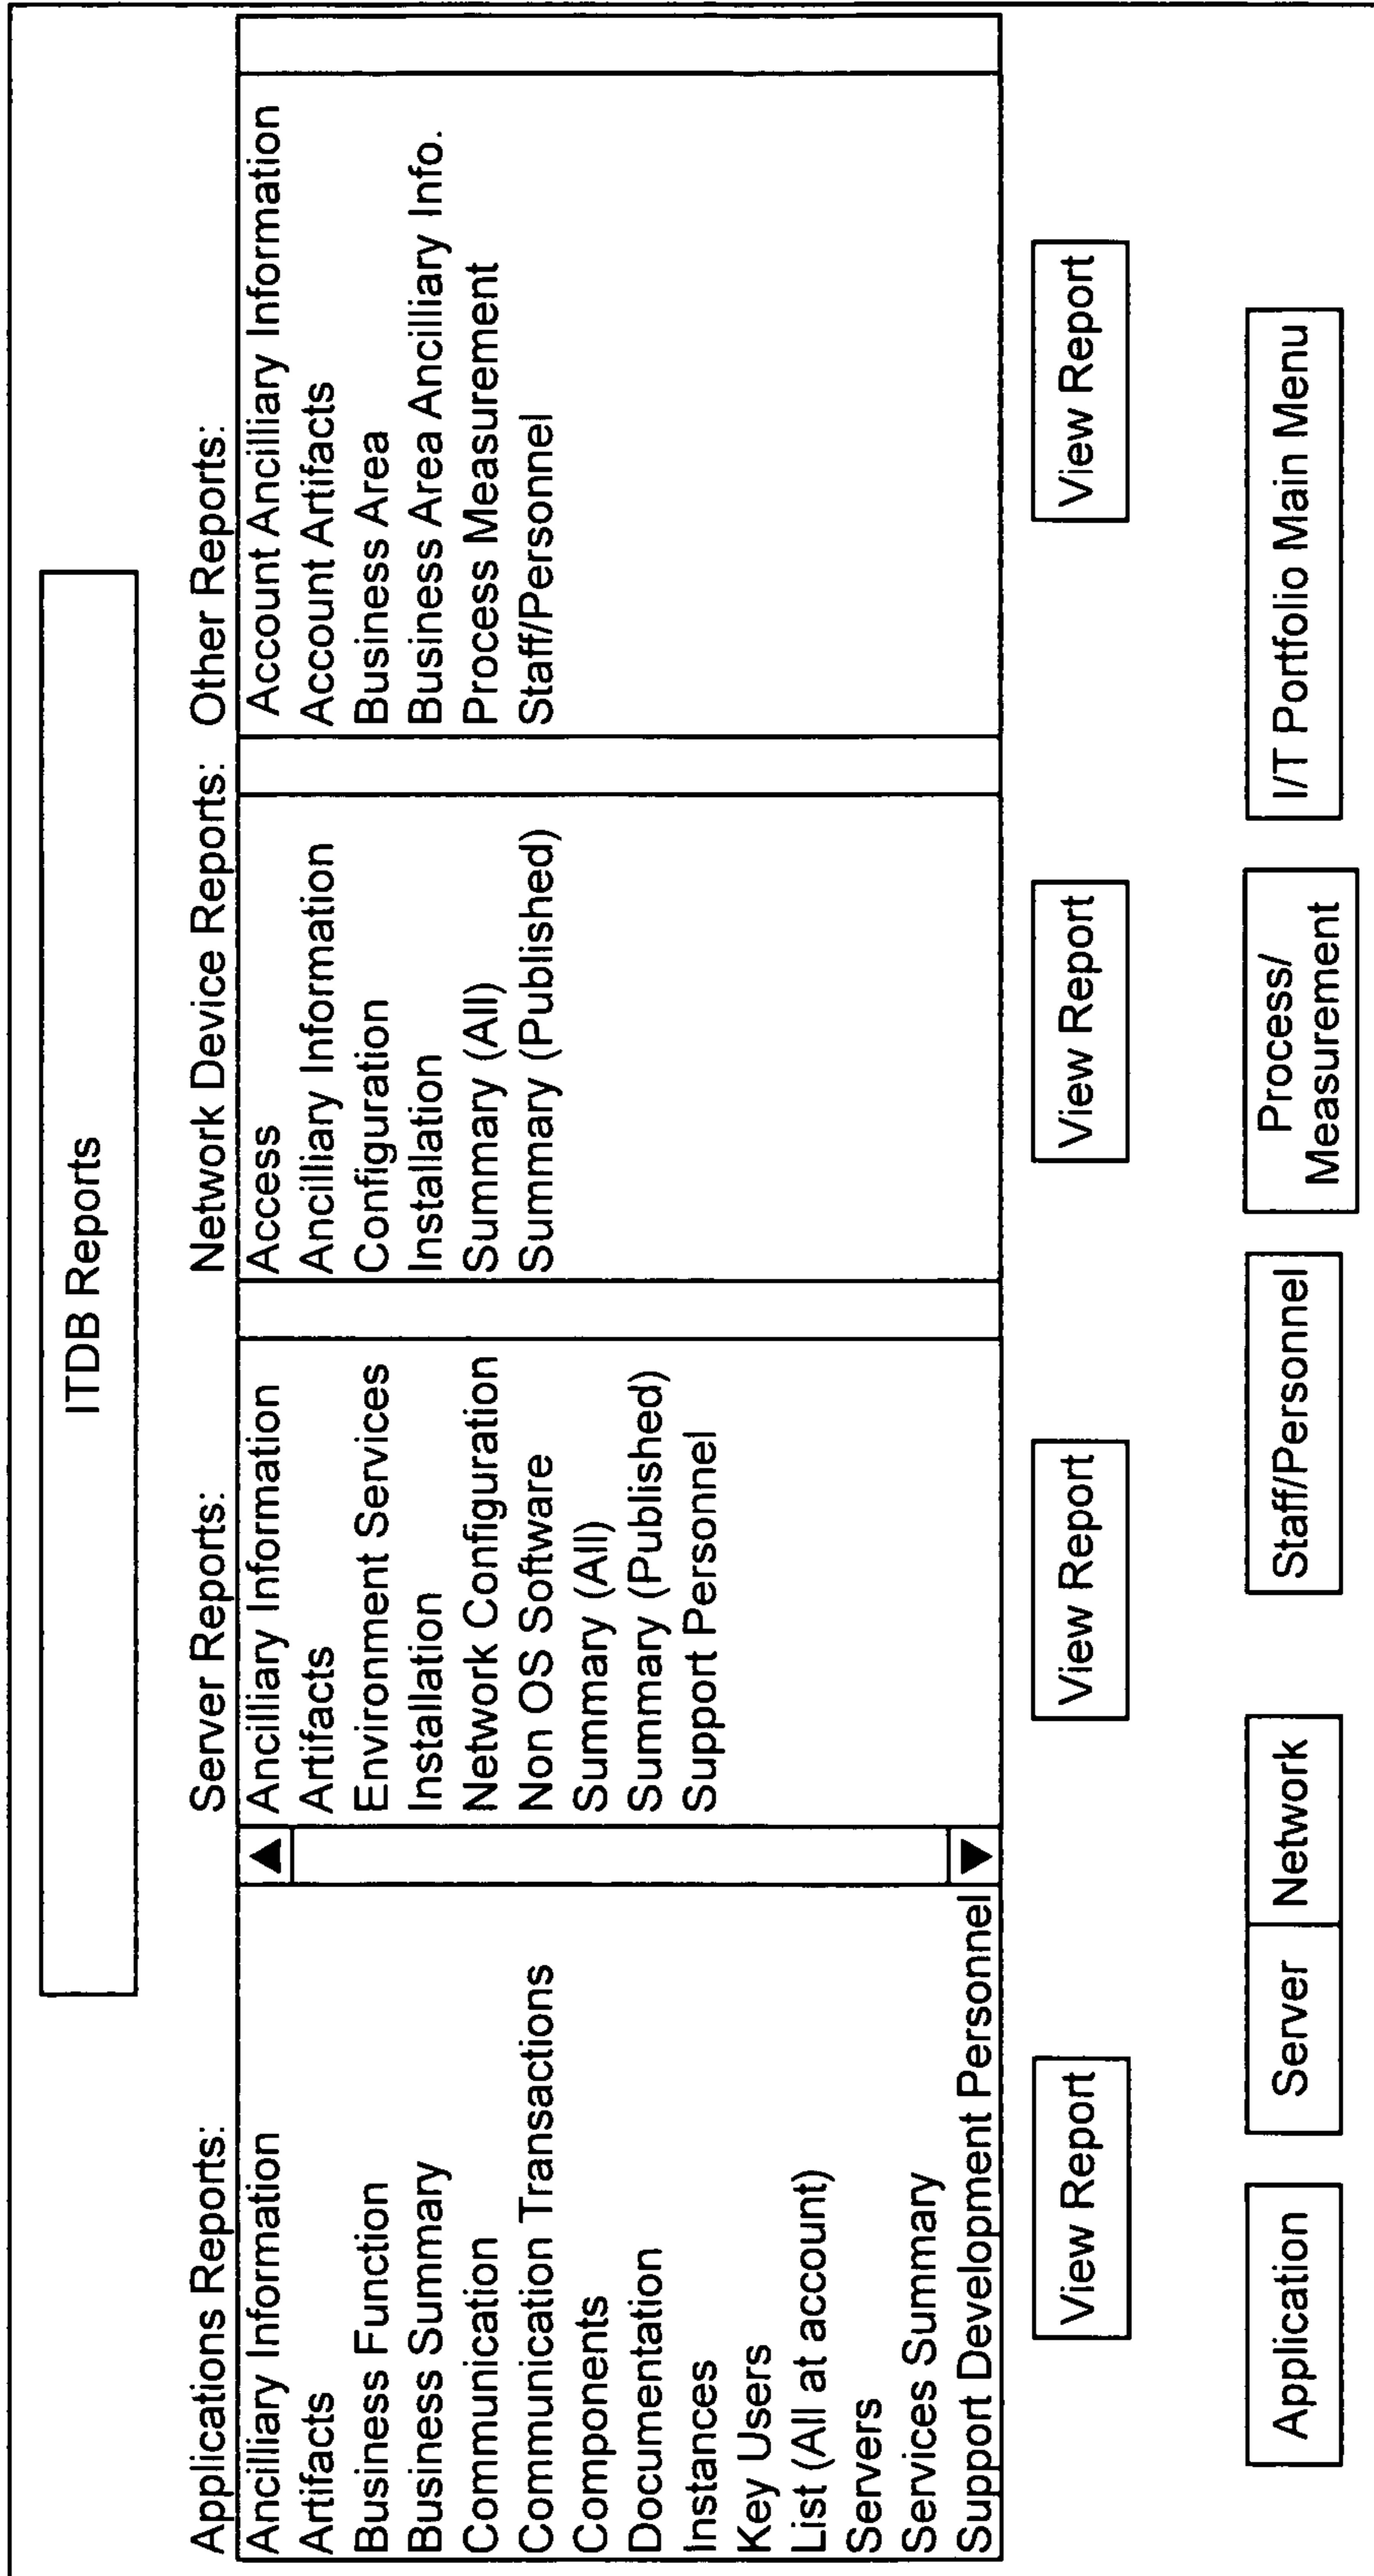 ITDB Reports
Applications Reports:
Ancilliary Information
Artifacts
Business Function
Business Summary
Communication
Communication Transactions
Components
Documentation
Instances
Key Users
List (All at account)
Servers
Services Summary
Support Development Personnel
View Report
Server Reports:
Ancilliary Information
Artifacts
Environment Services
Installation
Network Configuration
Non OS Software
Summary (All)
Summary (Published)
Support Personnel
View Report
Network Device Reports:
Access
Ancilliary Information
Configuration
Installation
Summary (All)
Summary (Published)
View Report
Other Reports:
Account Ancilliary Information
Account Artifacts
Business Area
Business Area Ancilliary Info.
Process Measurement
Staff/Personnel
View Report
Application
Server
Network
Staff/Personnel
Process/
Measurement
I/T Portfolio Main Menu